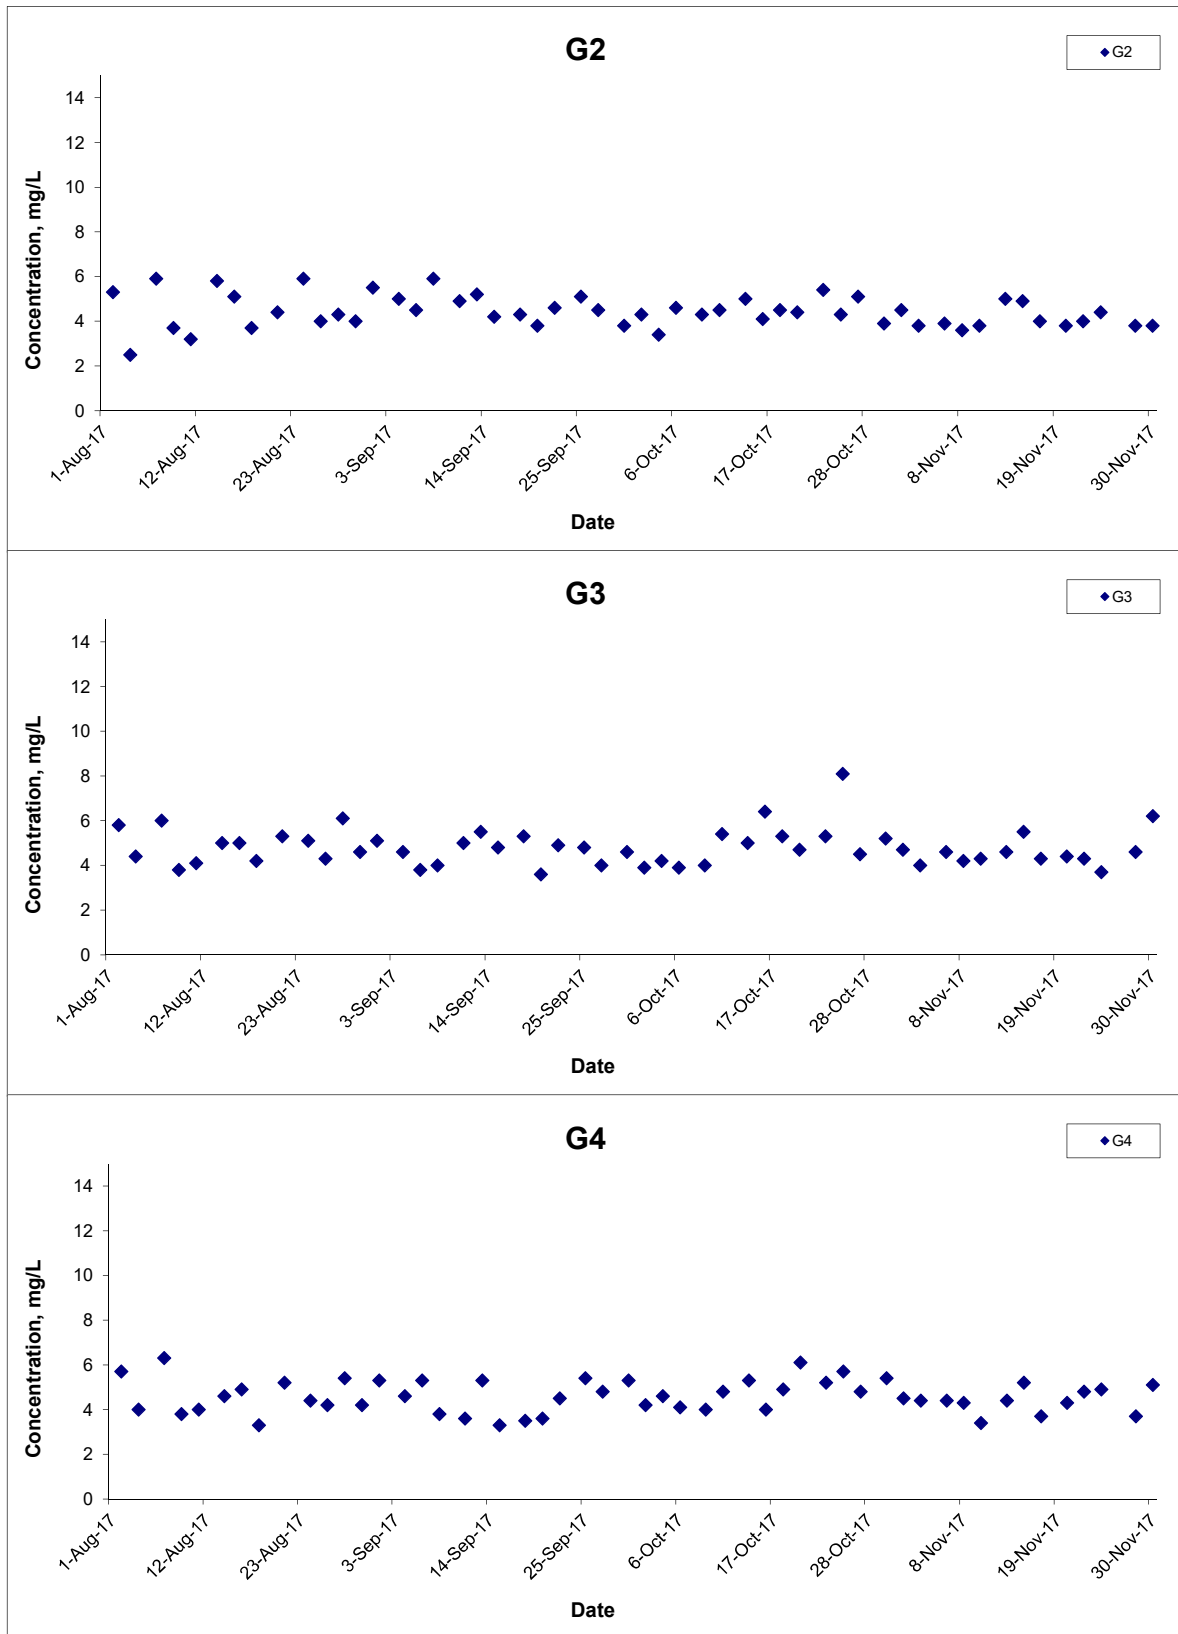 G2
G2
14
12
10
8
6
4
2
0
Concentration, mg/L
1-Aug-17
12-Aug-17
23-Aug-17
3-Sep-17
14-Sep-17
25-Sep-17
6-Oct-17
17-Oct-17
28-Oct-17
8-Nov-17
19-Nov-17
30-Nov-17
Date
G3
G3
14
12
10
8
6
4
2
0
Concentration, mg/L
1-Aug-17
12-Aug-17
23-Aug-17
3-Sep-17
14-Sep-17
25-Sep-17
6-Oct-17
17-Oct-17
28-Oct-17
8-Nov-17
19-Nov-17
30-Nov-17
Date
G4
G4
14
12
10
8
6
4
2
0
Concentration, mg/L
1-Aug-17
12-Aug-17
23-Aug-17
3-Sep-17
14-Sep-17
25-Sep-17
6-Oct-17
17-Oct-17
28-Oct-17
8-Nov-17
19-Nov-17
30-Nov-17
Date